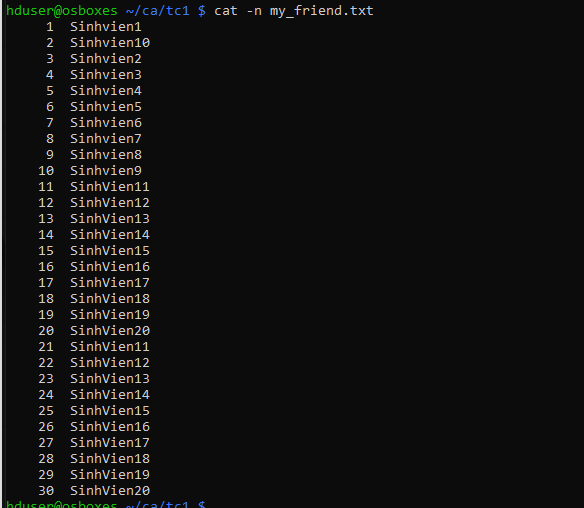 hduser@osboxes ~/ca/tc1 $ cat -n my_friend.txt
1 Sinhvien1
2 Sinhvien10
3 Sinhvien2
4 Sinhvien3
5 Sinhvien4
6 Sinhvien5
7 Sinhvien6
8 Sinhvien7
9 Sinhvien8
10 Sinhvien9
11 SinhVien11
12 SinhVien12
13 SinhVien13
14 SinhVien14
15 SinhVien15
16 SinhVien16
17 SinhVien17
18 SinhVien18
19 SinhVien19
20 SinhVien20
21 SinhVien11
22 SinhVien12
23 SinhVien13
24 SinhVien14
25 SinhVien15
26 SinhVien16
27 SinhVien17
28 SinhVien18
29 SinhVien19
30 SinhVien20
hduser@osboxes ~/ca/tc1 $